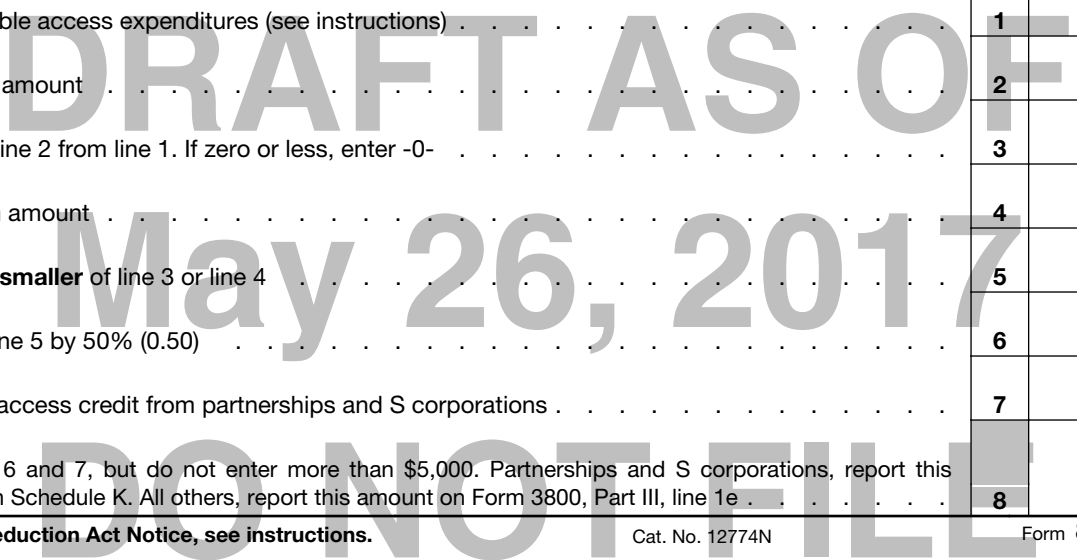 ble access expenditures (see instructions) . . . . . . . . . . . . . . . . 1
amount . . . . . . . . . . . . . . . . . . . . . . . . . . . 2
ine 2 from line 1. If zero or less, enter -0- . . . . . . . . . . . . . . . . 3
amount . . . . . . . . . . . . . . . . . . . . . . . . . . . 4
smaller of line 3 or line 4 . . . . . . . . . . . . . . . . . . . . . 5
ne 5 by 50% (0.50) . . . . . . . . . . . . . . . . . . . . . . . 6
access credit from partnerships and S corporations . . . . . . . . . . . . . 7
6 and 7, but do not enter more than $5,000. Partnerships and S corporations, report this
n Schedule K. All others, report this amount on Form 3800, Part III, line 1e . . . . . . . 8
eduction Act Notice, see instructions. Cat. No. 12774N Form
DRAFT AS OF
May 26, 2017
DO NOT FILE